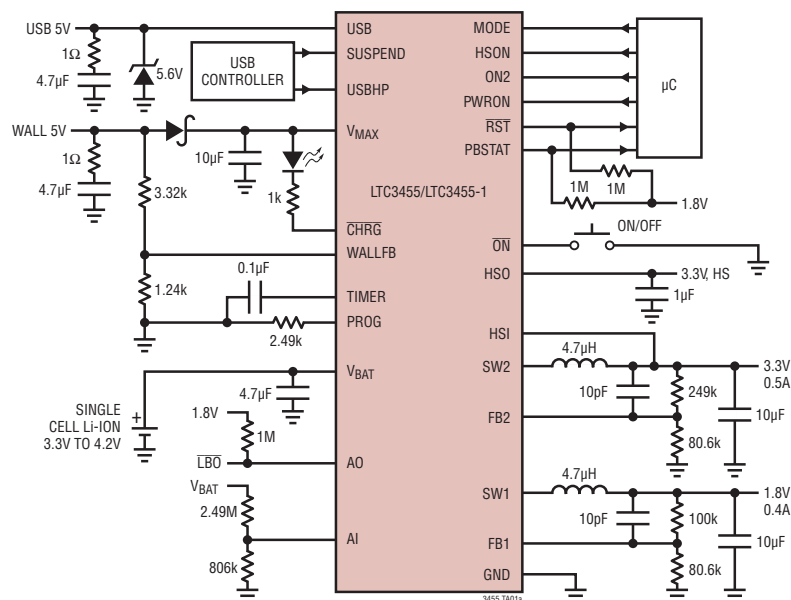 USB 5V
1Ω
4.7µF
5.6V
USB
CONTROLLER
WALL 5V
1Ω
4.7µF
3.32k
1.24k
10µF
1k
0.1µF
2.49k
4.7µF
SINGLE
CELL Li-ION
3.3V TO 4.2V
+
1.8V
1M
LBO
VBAT
2.49M
806k
USB
SUSPEND
USBHP
VMAX
LTC3455/LTC3455-1
CHRG
WALLFB
TIMER
PROG
VBAT
AO
AI
MODE
HSON
ON2
PWRON
RST
PBSTAT
ON
HSO
HSI
SW2
FB2
SW1
FB1
GND
µC
1M
1M
1.8V
ON/OFF
3.3V, HS
1µF
4.7µH
10pF
249k
80.6k
10µF
3.3V
0.5A
4.7µH
10pF
100k
80.6k
10µF
1.8V
0.4A
3455 TA01a